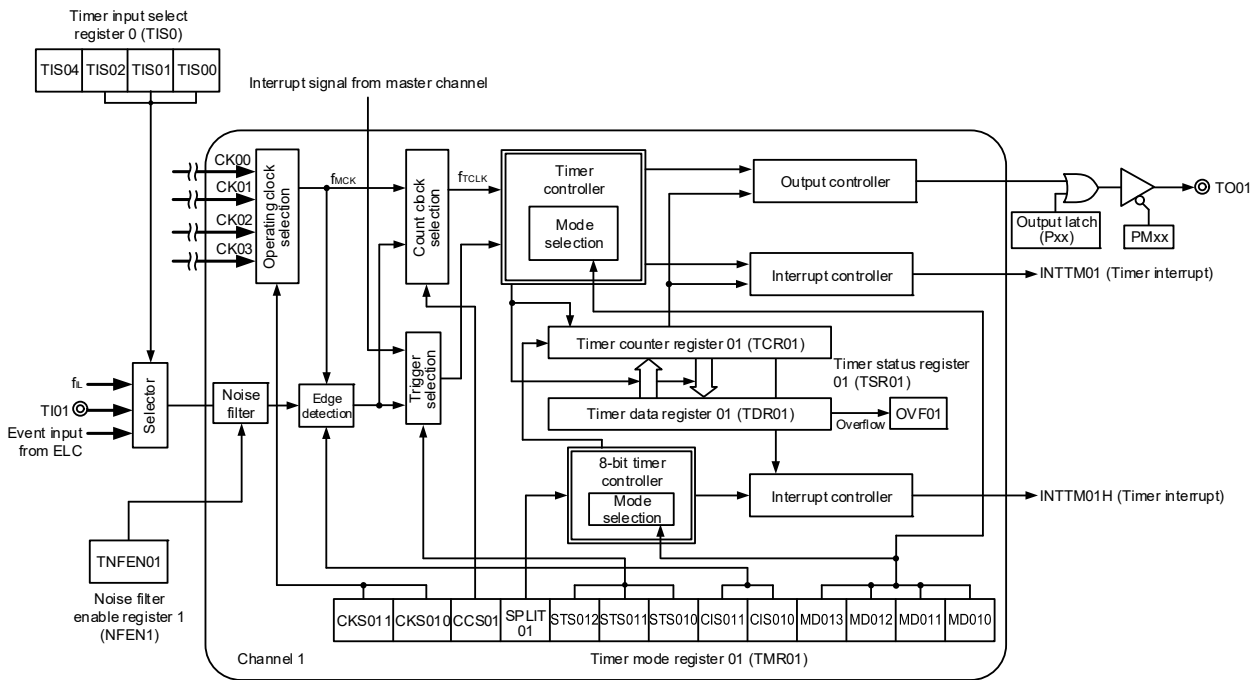 Timer input select
register 0 (TIS0)
TIS04 TIS02 TIS01 TIS00
Interrupt signal from master channel
CK00
CK01
CK02
CK03
Operating clock
selection
fMCK
Count clock
selection
fTCLK
Timer
controller
Mode
selection
Output controller
Output latch
(Pxx)
PMxx
TO01
Interrupt controller
INTTM01 (Timer interrupt)
Timer counter register 01 (TCR01)
Timer status register
01 (TSR01)
Trigger
selection
fIL
TI01
Event input
from ELC
Selector
Noise
filter
Edge
detection
Timer data register 01 (TDR01)
Overflow
OVF01
8-bit timer
controller
Mode
selection
Interrupt controller
INTTM01H (Timer interrupt)
TNFEN01
Noise filter
enable register 1
(NFEN1)
CKS011 CKS010 CCS01 SPLIT
01 STS012 STS011 STS010 CIS011 CIS010 MD013 MD012 MD011 MD010
Channel 1
Timer mode register 01 (TMR01)